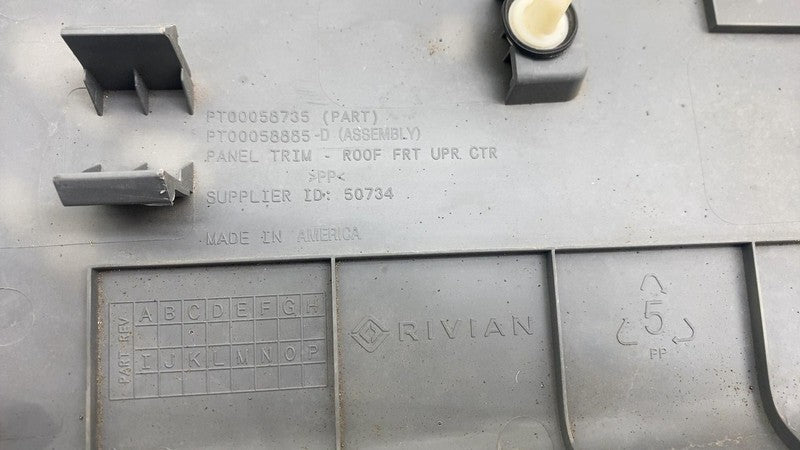 PT00058735 (PART)
PT00058885-D (ASSEMBLY)
PANEL TRIM - ROOF FRT UPR CTR
>PP<
SUPPLIER ID: 50734
MADE IN AMERICA
PART REV
A B C D E F G H
I J K L M N O P
RIVIAN
5
PP